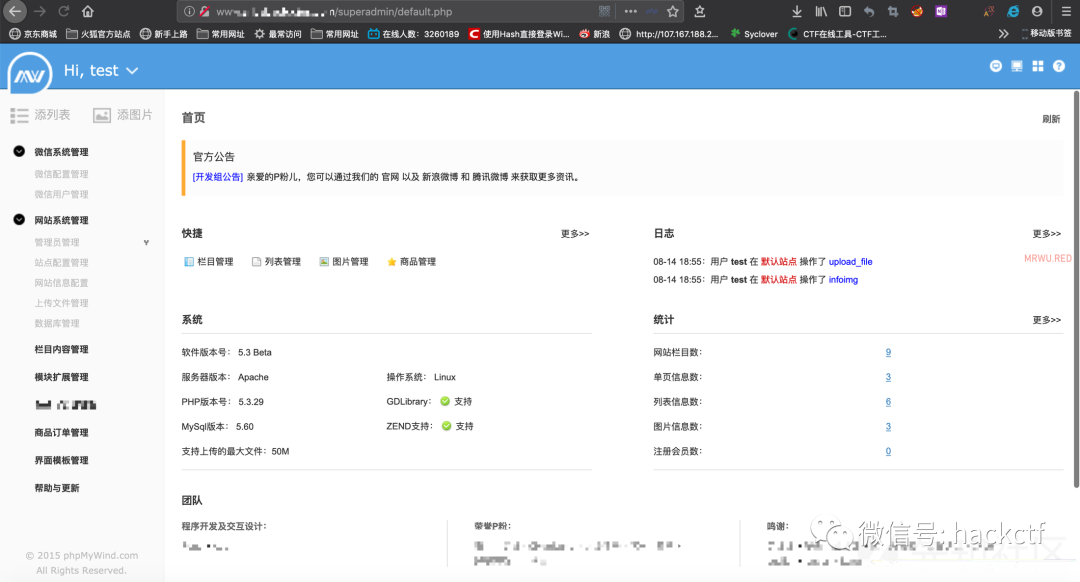 www. n/superadmin/default.php
京东商城 火狐官方站点 新手上路 常用网址 最常访问 常用网址 在线人数: 3260189 使用Hash直接登录Wi... 新浪 http://107.167.188.2... Syclover CTF在线工具-CTF工... 移动版书签
Hi, test
添列表 添图片
微信系统管理
微信配置管理
微信用户管理
网站系统管理
管理员管理
站点配置管理
网站信息配置
上传文件管理
数据库管理
栏目内容管理
模块扩展管理
商品订单管理
界面模板管理
帮助与更新
© 2015 phpMyWind.com
All Rights Reserved.
首页 刷新
官方公告
[开发组公告] 亲爱的P粉儿，您可以通过我们的 官网 以及 新浪微博 和 腾讯微博 来获取更多资讯。
快捷 更多>>
栏目管理 列表管理 图片管理 商品管理
日志 更多>>
08-14 18:55：用户 test 在 默认站点 操作了 upload_file
08-14 18:55：用户 test 在 默认站点 操作了 infoimg
MRWU.RED
系统
软件版本号： 5.3 Beta
服务器版本： Apache 操作系统： Linux
PHP版本号： 5.3.29 GDLibrary： 支持
MySql版本： 5.60 ZEND支持： 支持
支持上传的最大文件：50M
统计 更多>>
网站栏目数： 9
单页信息数： 3
列表信息数： 6
图片信息数： 3
注册会员数： 0
团队
程序开发及交互设计： 荣誉P粉： 鸣谢：
微信号: hackctf